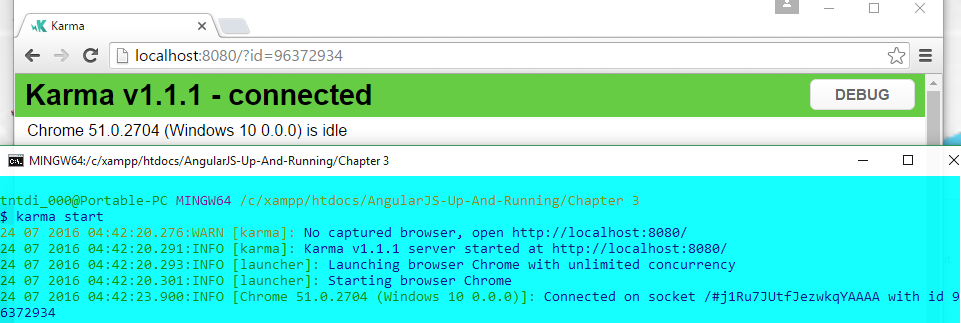 Karma
localhost:8080/?id=96372934
Karma v1.1.1 - connected
DEBUG
Chrome 51.0.2704 (Windows 10 0.0.0) is idle
MINGW64:/c/xampp/htdocs/AngularJS-Up-And-Running/Chapter 3
tntdi_000@Portable-PC MINGW64 /c/xampp/htdocs/AngularJS-Up-And-Running/Chapter 3
$ karma start
24 07 2016 04:42:20.276:WARN [karma]: No captured browser, open http://localhost:8080/
24 07 2016 04:42:20.291:INFO [karma]: Karma v1.1.1 server started at http://localhost:8080/
24 07 2016 04:42:20.293:INFO [launcher]: Launching browser Chrome with unlimited concurrency
24 07 2016 04:42:20.301:INFO [launcher]: Starting browser Chrome
24 07 2016 04:42:23.900:INFO [Chrome 51.0.2704 (Windows 10 0.0.0)]: Connected on socket /#j1Ru7JUtfJezwkqYAAAA with id 9
6372934